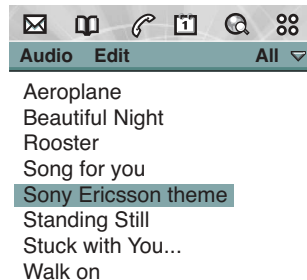 Audio Edit All
Aeroplane
Beautiful Night
Rooster
Song for you
Sony Ericsson theme
Standing Still
Stuck with You...
Walk on